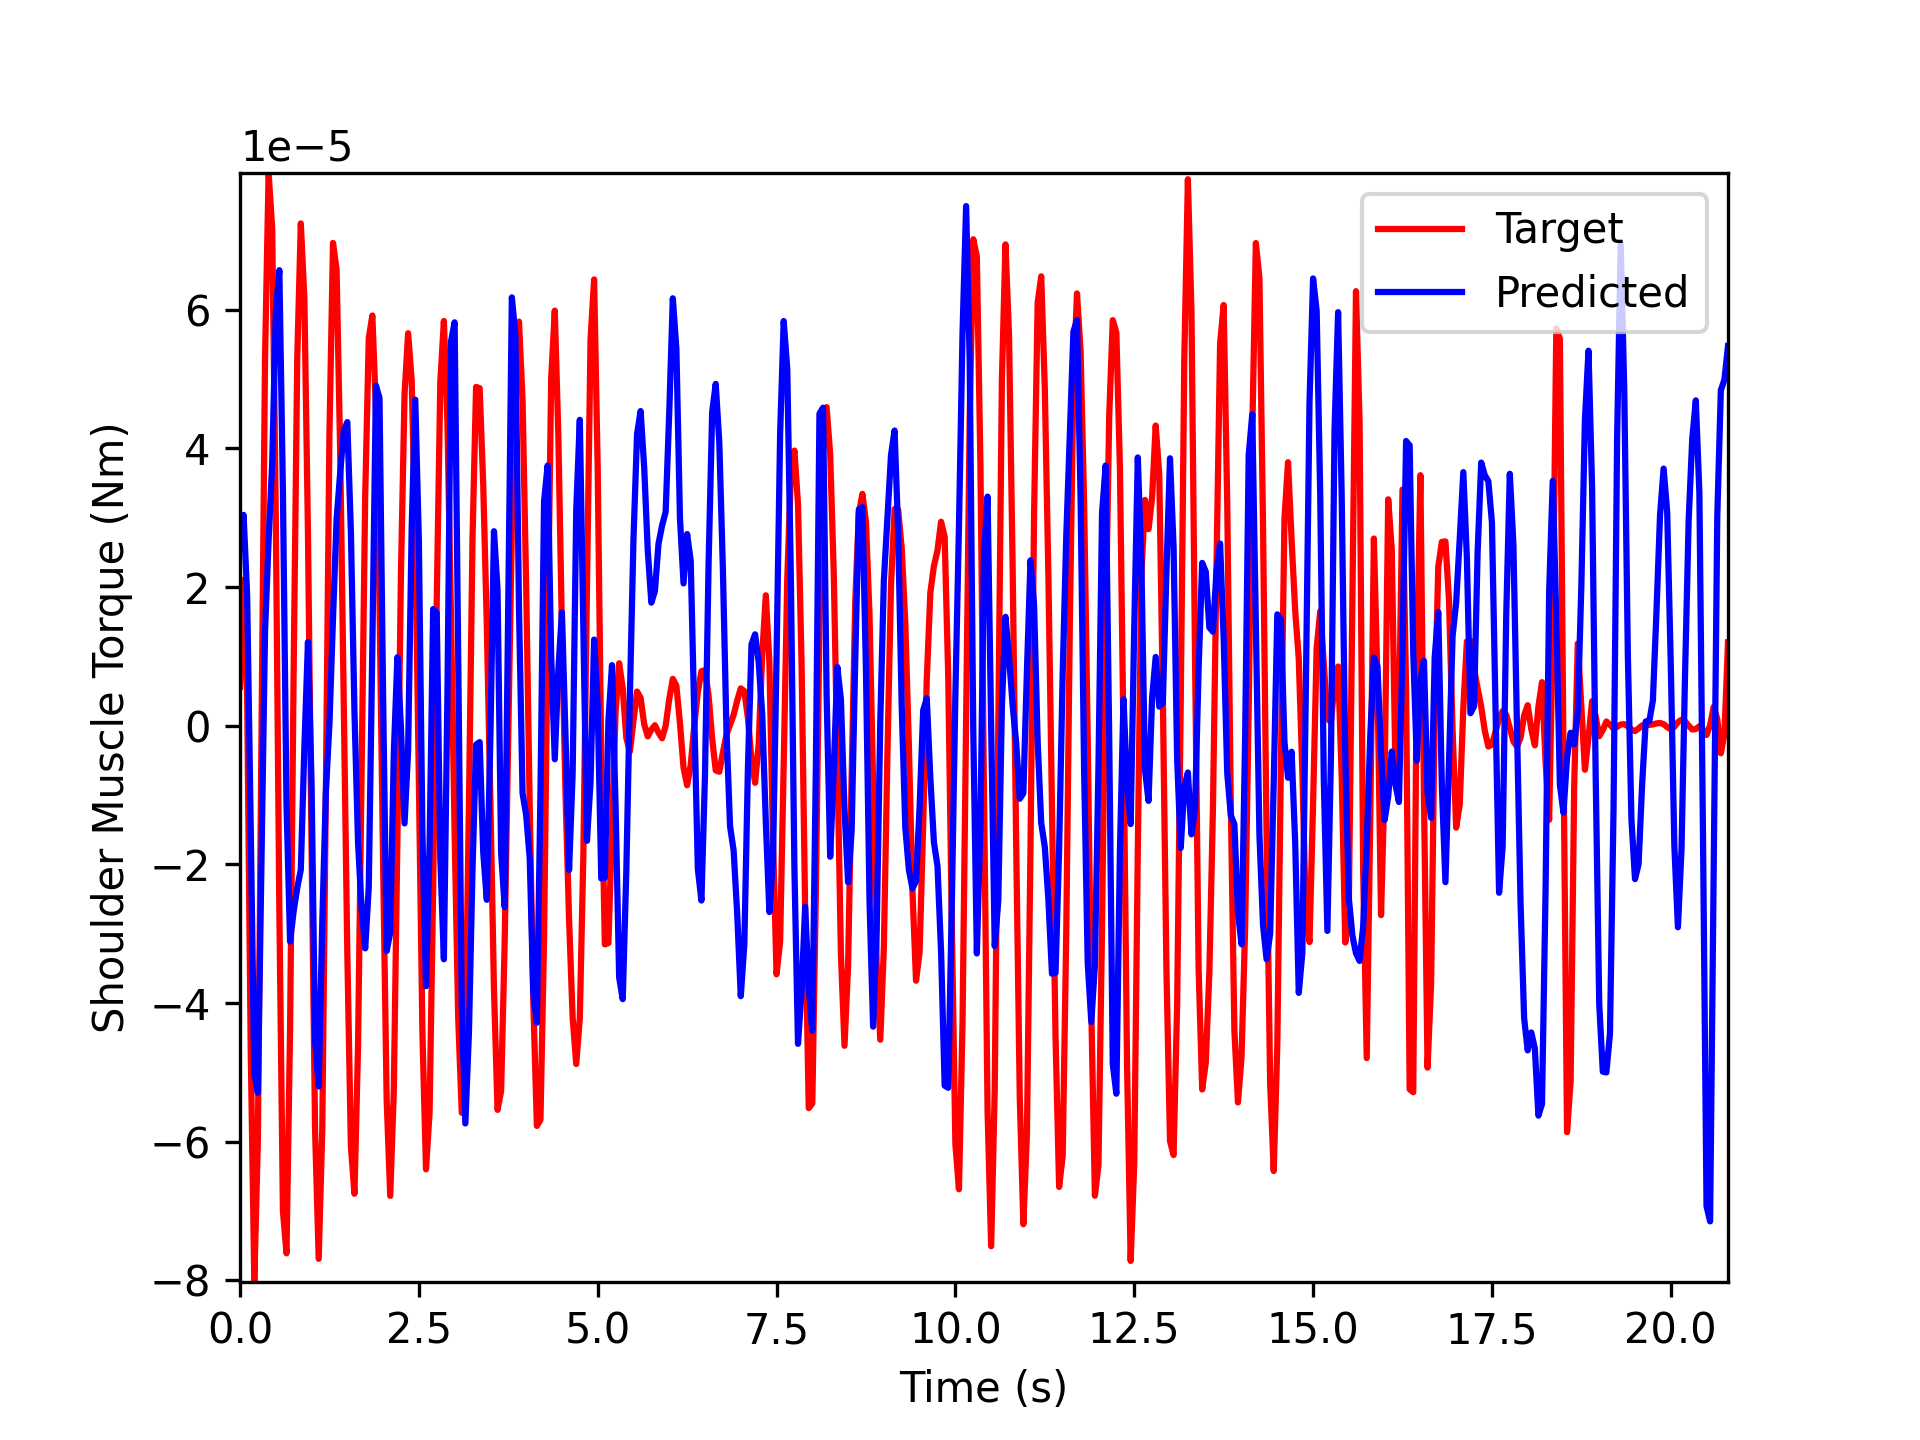 1e−5
Target
Predicted
Shoulder Muscle Torque (Nm)
6
4
2
0
−2
−4
−6
−8
0.0 2.5 5.0 7.5 10.0 12.5 15.0 17.5 20.0
Time (s)